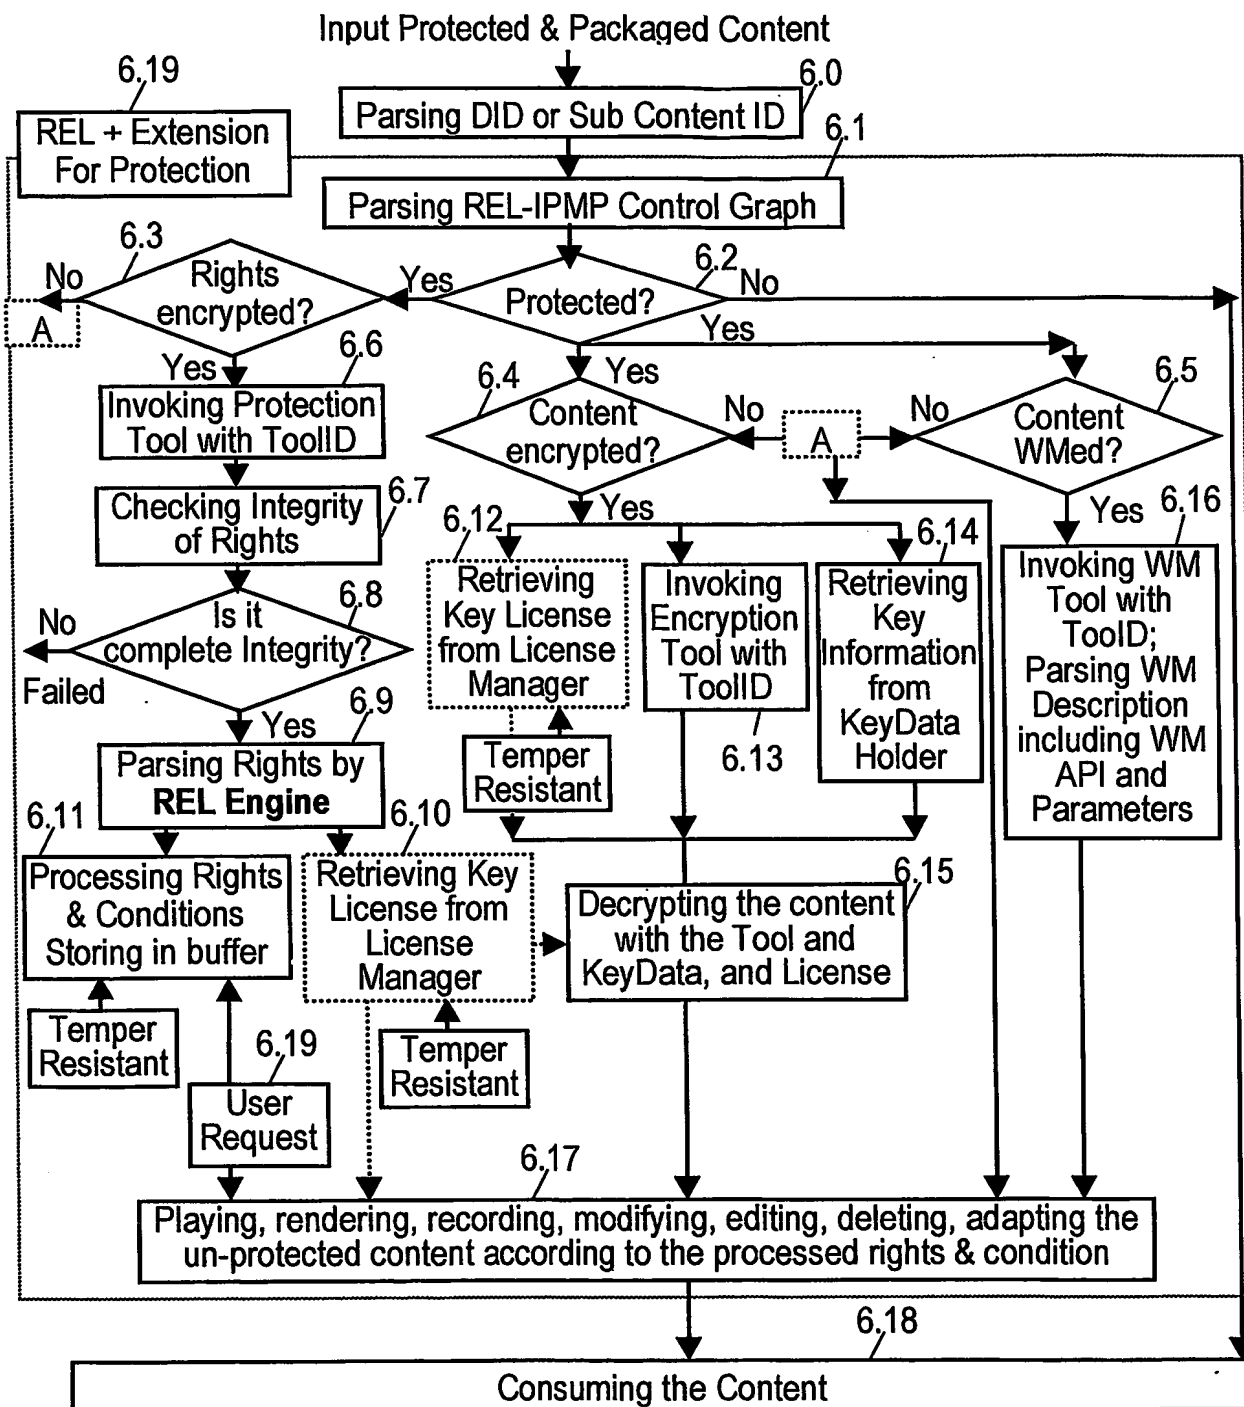 Input Protected & Packaged Content
6.19
6.0
Parsing DID or Sub Content ID
REL + Extension
For Protection
6.1
Parsing REL-IPMP Control Graph
6.3
No
Rights
encrypted?
Yes
6.2
Protected?
No
A
Yes
Yes
6.6
Invoking Protection
Tool with ToolID
6.4
Yes
Content
encrypted?
No
A
No
6.5
Content
WMed?
6.7
Checking Integrity
of Rights
Yes
Yes
6.12
Retrieving
Key License
from License
Manager
Invoking
Encryption
Tool with
ToolID
6.13
6.14
Retrieving
Key
Information
from
KeyData
Holder
6.16
Invoking WM
Tool with
ToolD;
Parsing WM
Description
including WM
API and
Parameters
No
Failed
Is it
complete Integrity?
6.8
Yes
6.9
Temper
Resistant
Parsing Rights by
REL Engine
6.11
6.10
Processing Rights
& Conditions
Storing in buffer
Retrieving Key
License from
License
Manager
6.15
Decrypting the content
with the Tool and
KeyData, and License
Temper
Resistant
6.19
User
Request
Temper
Resistant
6.17
Playing, rendering, recording, modifying, editing, deleting, adapting the
un-protected content according to the processed rights & condition
6.18
Consuming the Content